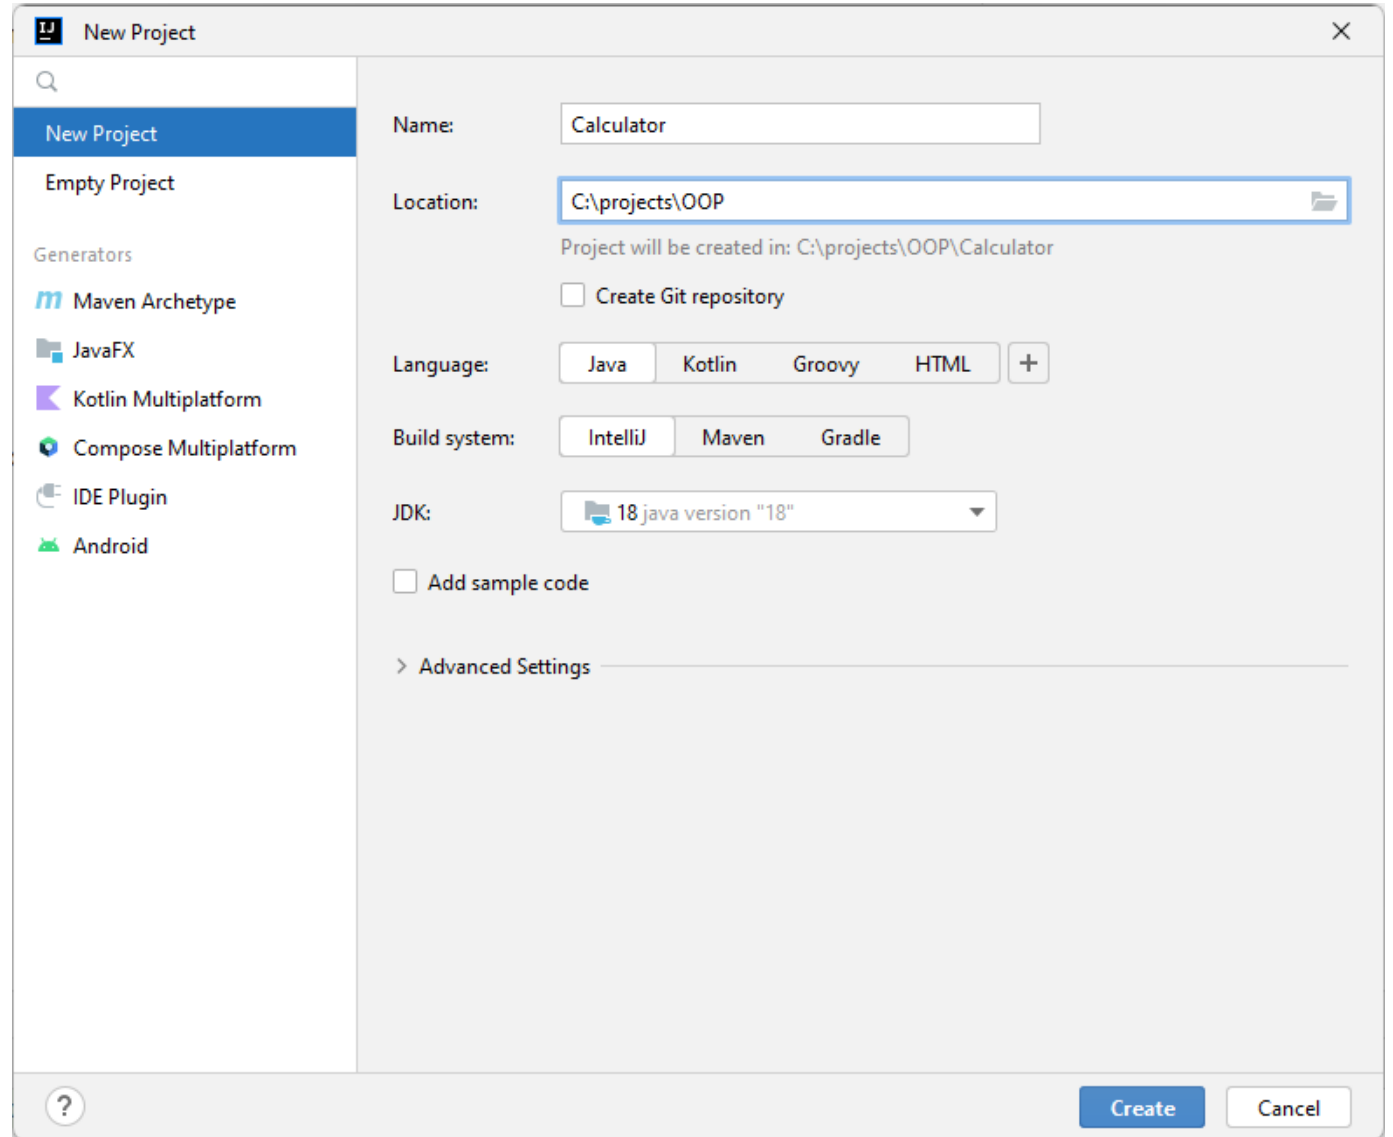 IJ New Project
New Project
Empty Project
Generators
m Maven Archetype
JavaFX
Kotlin Multiplatform
Compose Multiplatform
IDE Plugin
Android
Name: Calculator
Location: C:\projects\OOP
Project will be created in: C:\projects\OOP\Calculator
Create Git repository
Language: Java Kotlin Groovy HTML +
Build system: IntelliJ Maven Gradle
JDK: 18 java version "18"
Add sample code
Advanced Settings
? Create Cancel